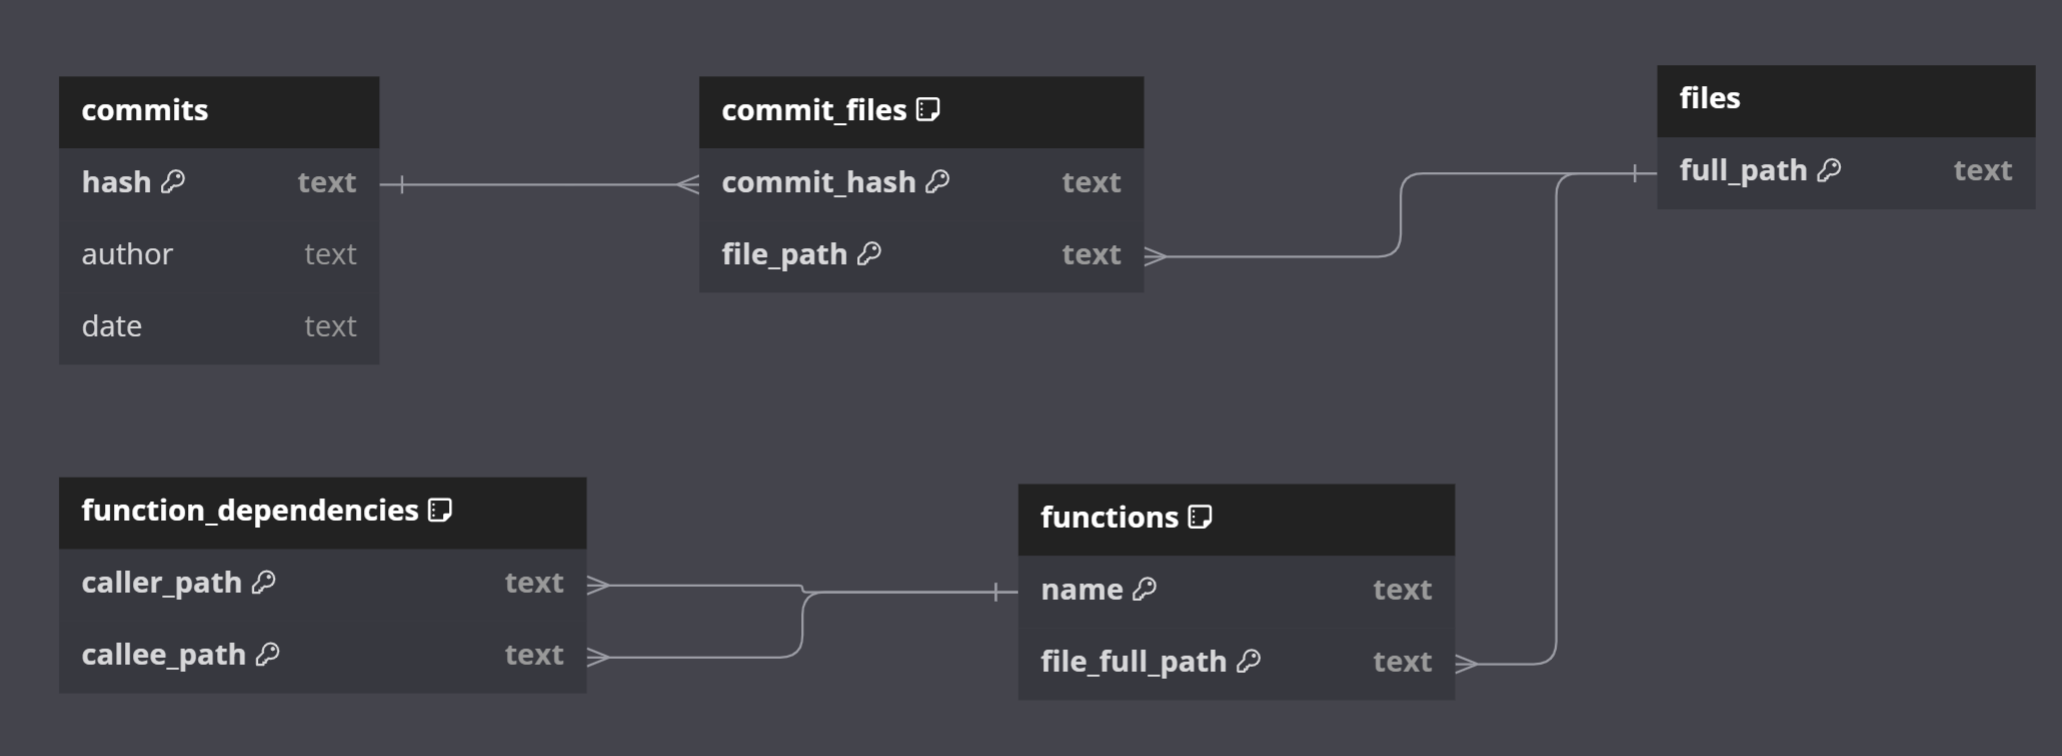 commits
hash text
author text
date text
commit_files
commit_hash text
file_path text
files
full_path text
function_dependencies
caller_path text
callee_path text
functions
name text
file_full_path text